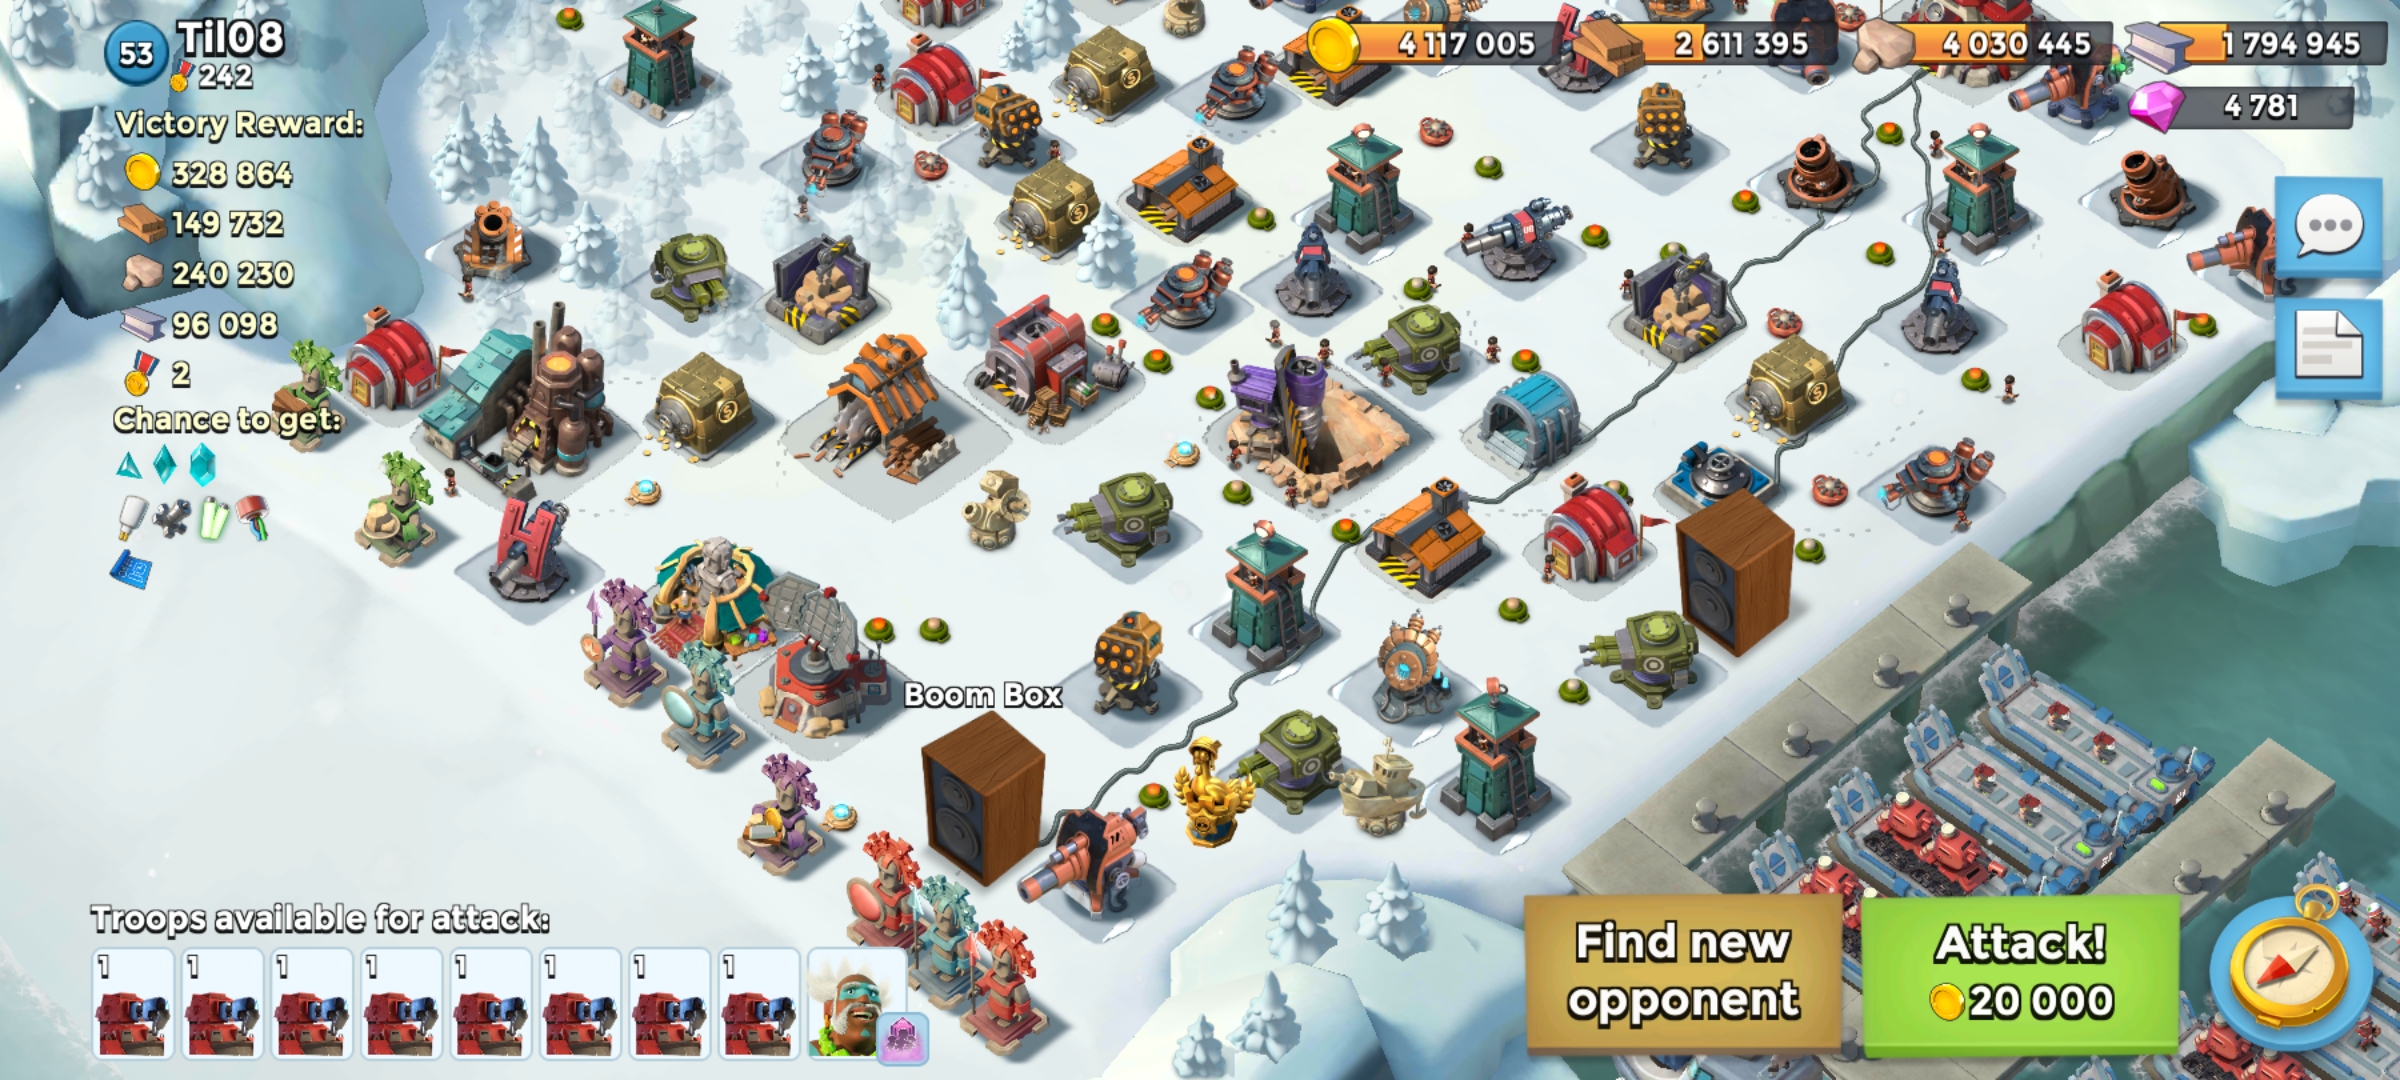 53
Til08
242
4 117 005
2 611 395
4 030 445
1 794 945
4 781
Victory Reward:
328 864
149 732
240 230
96 098
2
Chance to get:
Boom Box
Troops available for attack:
1
1
1
1
1
1
1
1
Find new
opponent
Attack!
20 000